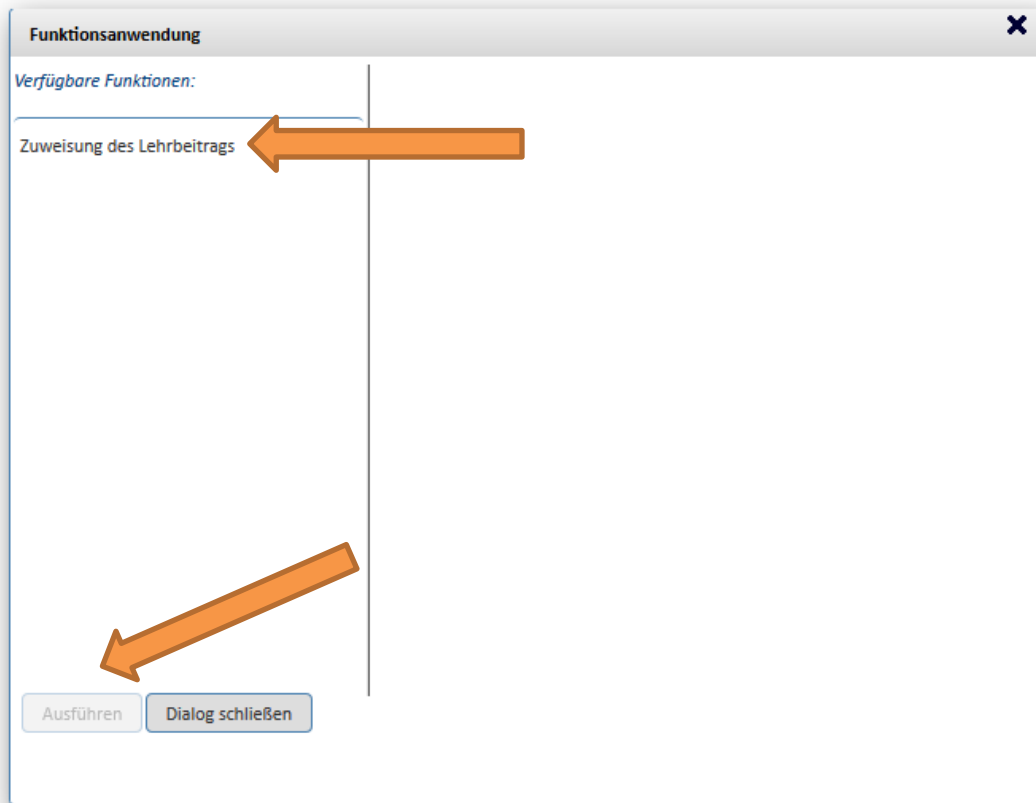 Funktionsanwendung
Verfügbare Funktionen:
Zuweisung des Lehrbeitrags
Ausführen
Dialog schließen